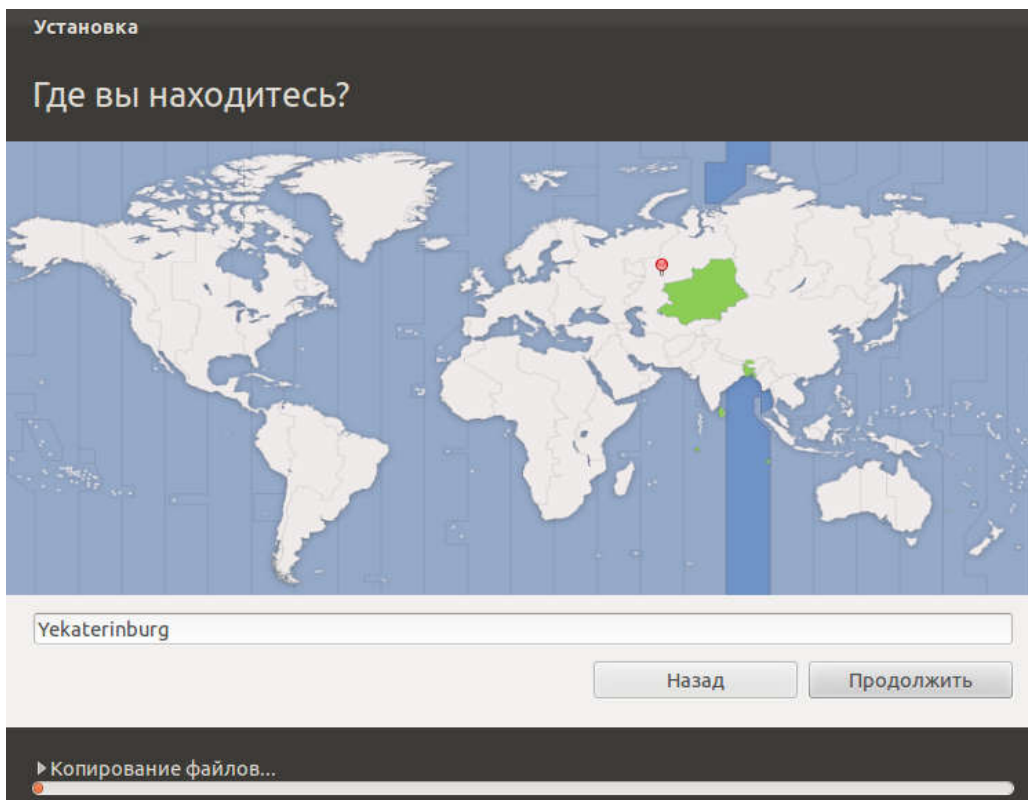 Установка
Где вы находитесь?
Yekaterinburg
Назад
Продолжить
Копирование файлов...